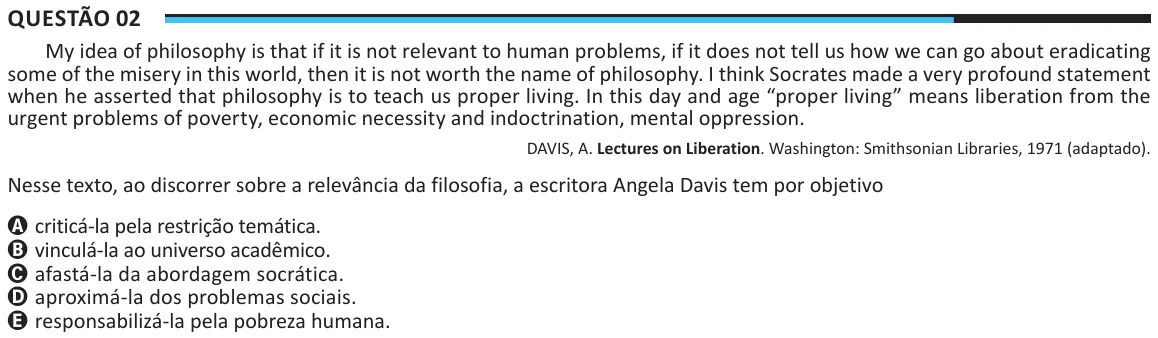 QUESTÃO 02
My idea of philosophy is that if it is not relevant to human problems, if it does not tell us how we can go about eradicating
some of the misery in this world, then it is not worth the name of philosophy. I think Socrates made a very profound statement
when he asserted that philosophy is to teach us proper living. In this day and age “proper living” means liberation from the
urgent problems of poverty, economic necessity and indoctrination, mental oppression.
DAVIS, A. Lectures on Liberation. Washington: Smithsonian Libraries, 1971 (adaptado).
Nesse texto, ao discorrer sobre a relevância da filosofia, a escritora Angela Davis tem por objetivo
A criticá-la pela restrição temática.
B vinculá-la ao universo acadêmico.
C afastá-la da abordagem socrática.
D aproximá-la dos problemas sociais.
E responsabilizá-la pela pobreza humana.